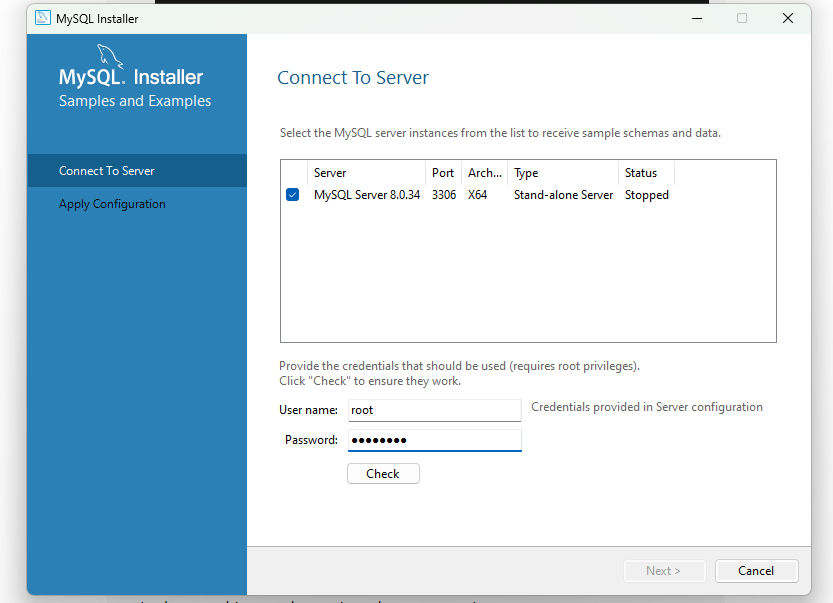 MySQL Installer
MySQL. Installer
Samples and Examples
Connect To Server
Apply Configuration
Connect To Server
Select the MySQL server instances from the list to receive sample schemas and data.
Server Port Arch... Type Status
MySQL Server 8.0.34 3306 X64 Stand-alone Server Stopped
Provide the credentials that should be used (requires root privileges).
Click "Check" to ensure they work.
User name: root Credentials provided in Server configuration
Password: ●●●●●●●●
Check
Next > Cancel